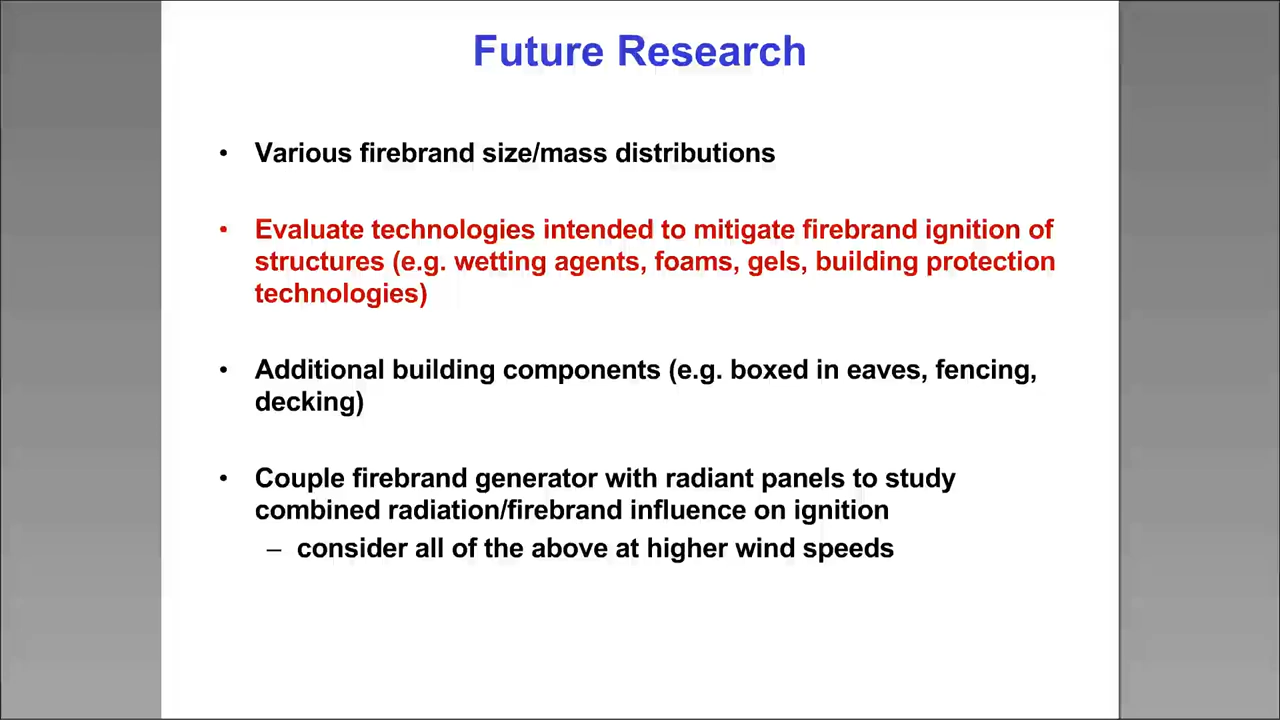 Future Research
• Various firebrand size/mass distributions
• Evaluate technologies intended to mitigate firebrand ignition of
structures (e.g. wetting agents, foams, gels, building protection
technologies)
• Additional building components (e.g. boxed in eaves, fencing,
decking)
• Couple firebrand generator with radiant panels to study
combined radiation/firebrand influence on ignition
– consider all of the above at higher wind speeds